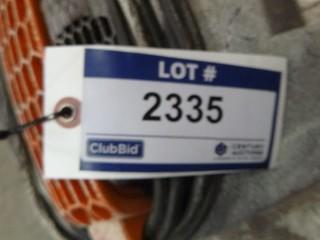 LOT #
2335
ClubBid
CENTURY
AUCTIONS